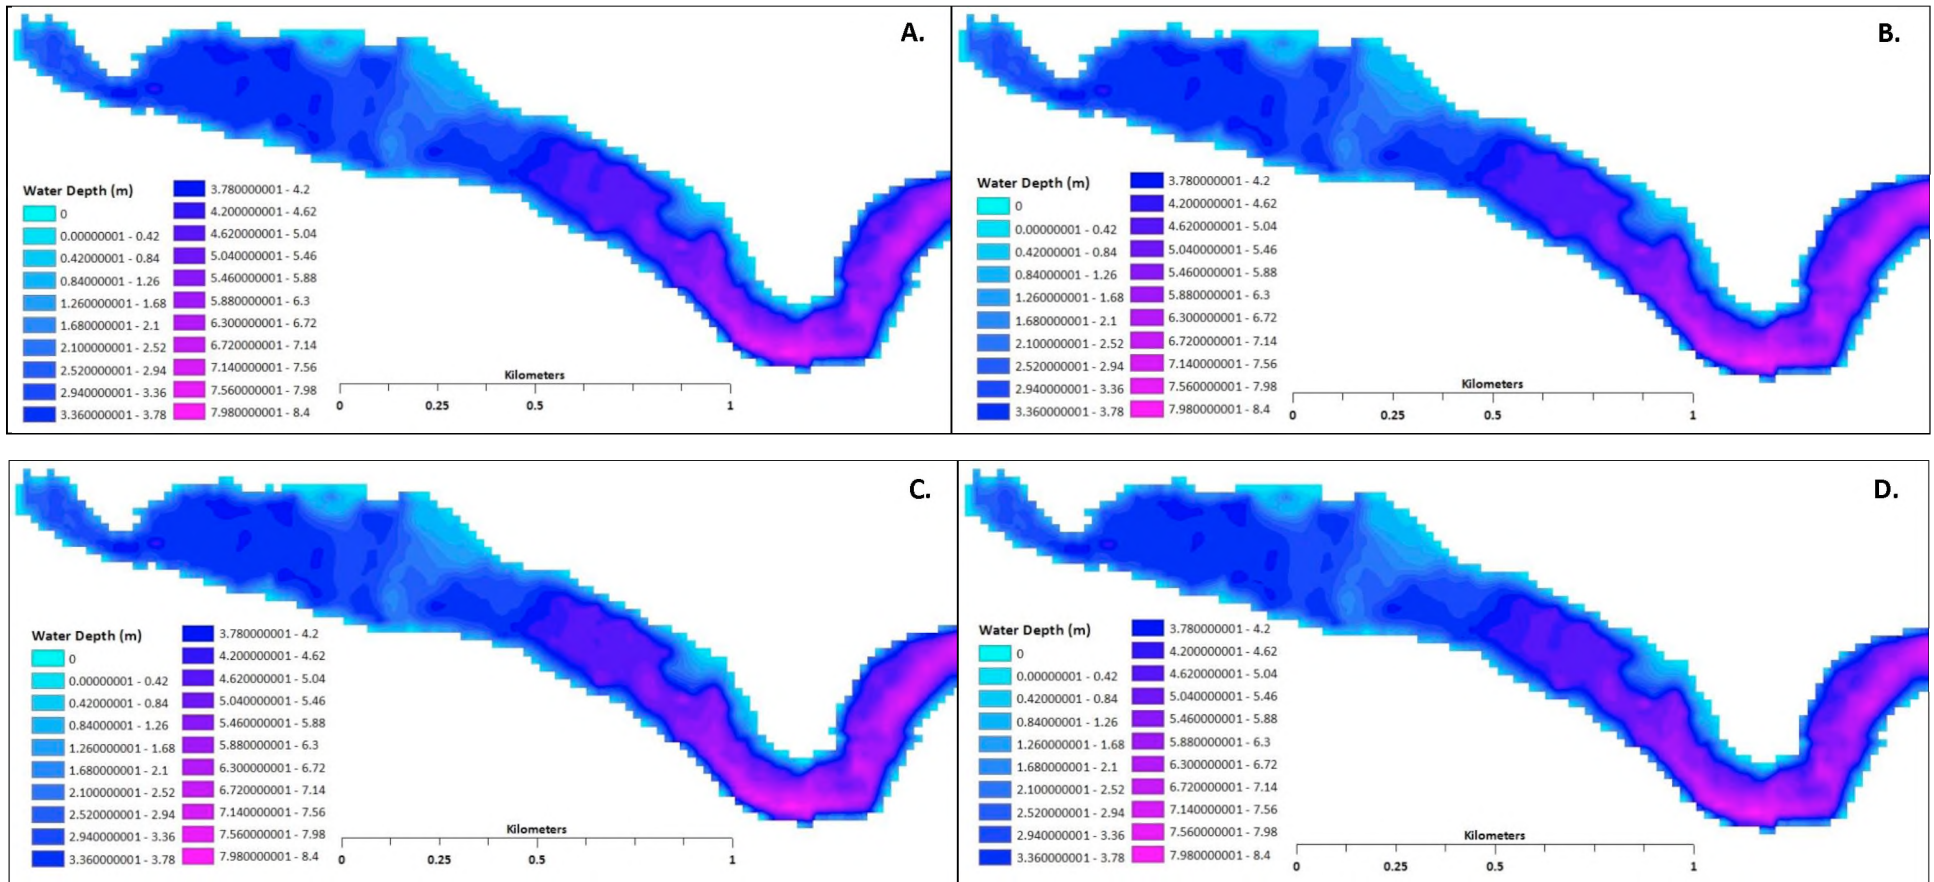 A.
Water Depth (m)
0
0.00000001 - 0.42
0.420000001 - 0.84
0.840000001 - 1.26
1.260000001 - 1.68
1.680000001 - 2.1
2.100000001 - 2.52
2.520000001 - 2.94
2.940000001 - 3.36
3.360000001 - 3.78
3.780000001 - 4.2
4.200000001 - 4.62
4.620000001 - 5.04
5.040000001 - 5.46
5.460000001 - 5.88
5.880000001 - 6.3
6.300000001 - 6.72
6.720000001 - 7.14
7.140000001 - 7.56
7.560000001 - 7.98
7.980000001 - 8.4
Kilometers
0 0.25 0.5 1
B.
Water Depth (m)
0
0.00000001 - 0.42
0.420000001 - 0.84
0.840000001 - 1.26
1.260000001 - 1.68
1.680000001 - 2.1
2.100000001 - 2.52
2.520000001 - 2.94
2.940000001 - 3.36
3.360000001 - 3.78
3.780000001 - 4.2
4.200000001 - 4.62
4.620000001 - 5.04
5.040000001 - 5.46
5.460000001 - 5.88
5.880000001 - 6.3
6.300000001 - 6.72
6.720000001 - 7.14
7.140000001 - 7.56
7.560000001 - 7.98
7.980000001 - 8.4
Kilometers
0 0.25 0.5 1
C.
Water Depth (m)
0
0.00000001 - 0.42
0.420000001 - 0.84
0.840000001 - 1.26
1.260000001 - 1.68
1.680000001 - 2.1
2.100000001 - 2.52
2.520000001 - 2.94
2.940000001 - 3.36
3.360000001 - 3.78
3.780000001 - 4.2
4.200000001 - 4.62
4.620000001 - 5.04
5.040000001 - 5.46
5.460000001 - 5.88
5.880000001 - 6.3
6.300000001 - 6.72
6.720000001 - 7.14
7.140000001 - 7.56
7.560000001 - 7.98
7.980000001 - 8.4
Kilometers
0 0.25 0.5 1
D.
Water Depth (m)
0
0.00000001 - 0.42
0.420000001 - 0.84
0.840000001 - 1.26
1.260000001 - 1.68
1.680000001 - 2.1
2.100000001 - 2.52
2.520000001 - 2.94
2.940000001 - 3.36
3.360000001 - 3.78
3.780000001 - 4.2
4.200000001 - 4.62
4.620000001 - 5.04
5.040000001 - 5.46
5.460000001 - 5.88
5.880000001 - 6.3
6.300000001 - 6.72
6.720000001 - 7.14
7.140000001 - 7.56
7.560000001 - 7.98
7.980000001 - 8.4
Kilometers
0 0.25 0.5 1